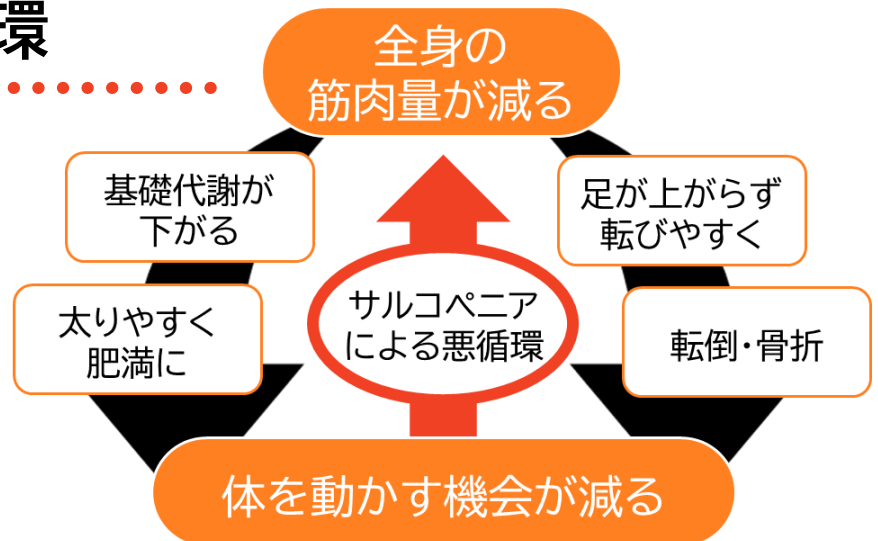 環
全身の
筋肉量が減る
基礎代謝が
下がる
太りやすく
肥満に
サルコペニア
による悪循環
足が上がらず
転びやすく
転倒・骨折
体を動かす機会が減る